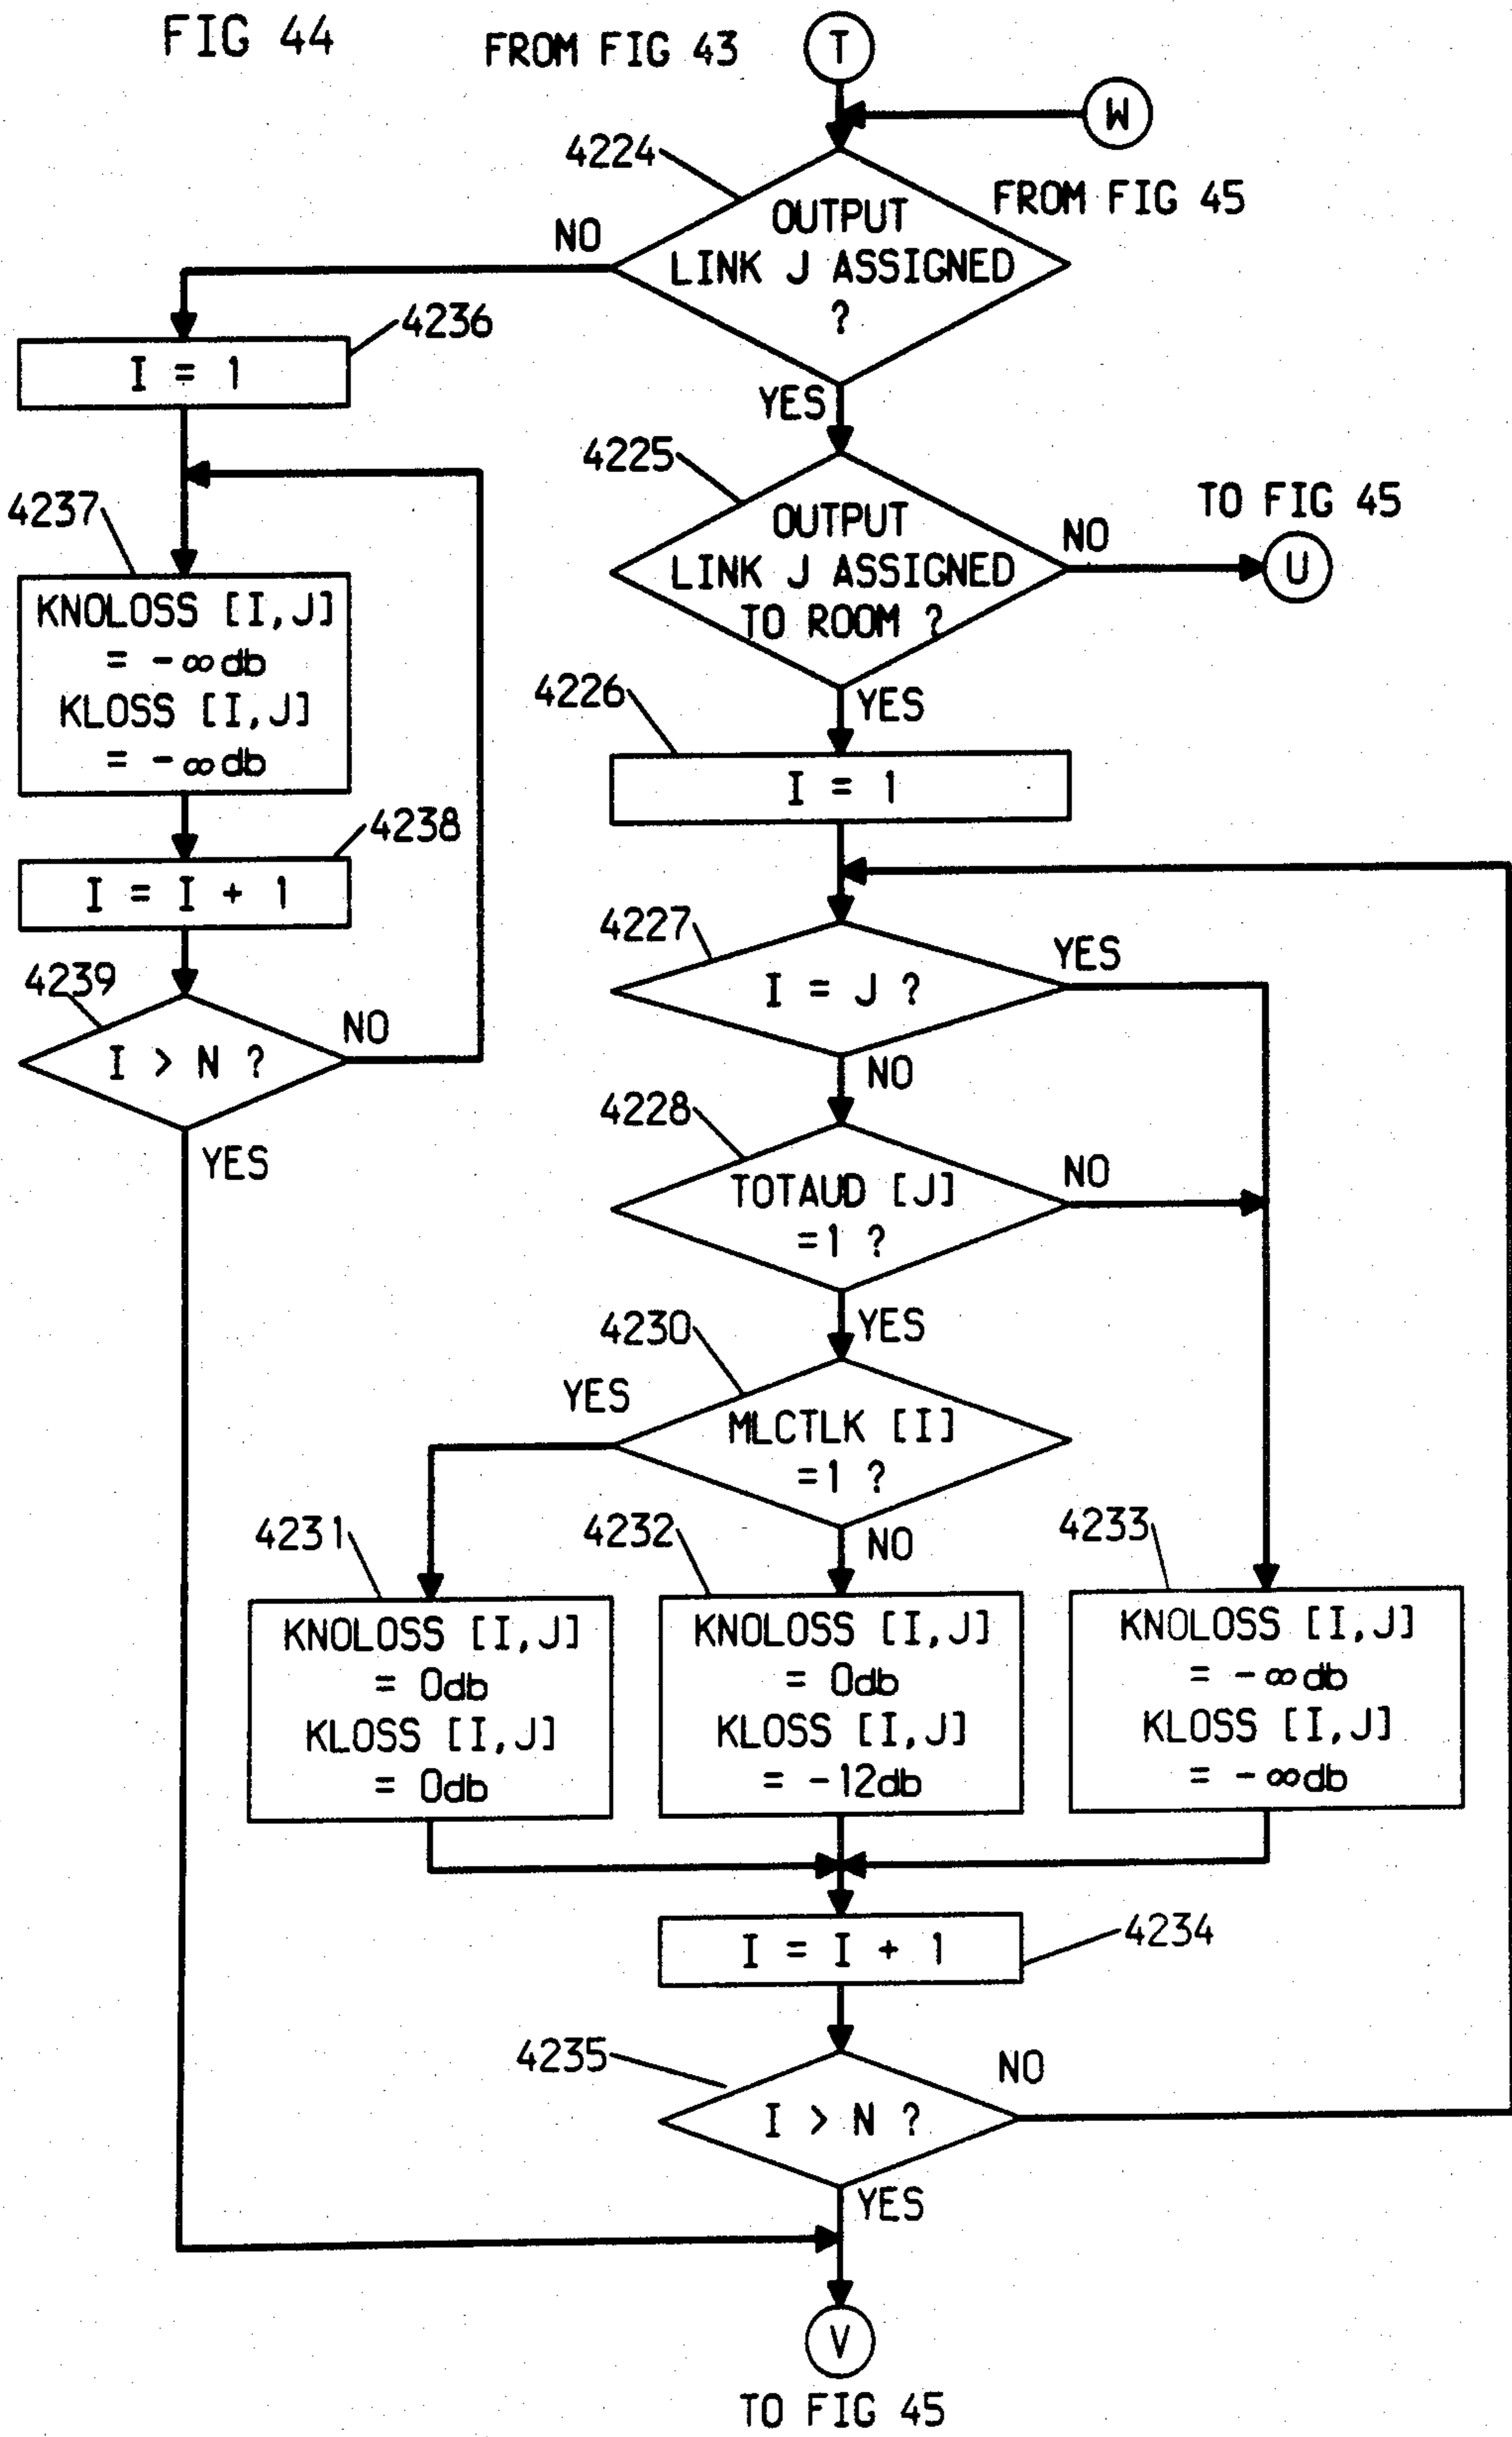 FIG 44
FROM FIG 43
T
W
FROM FIG 45
4224
OUTPUT
LINK J ASSIGNED
?
NO
YES
4236
I = 1
4237
KNOLOSS [I,J]
= -∞db
KLOSS [I,J]
= -∞db
4238
I = I + 1
4239
I > N ?
NO
YES
4225
OUTPUT
LINK J ASSIGNED
TO ROOM ?
NO
TO FIG 45
U
YES
4226
I = 1
4227
I = J ?
YES
NO
4228
TOTAUD [J]
=1 ?
NO
YES
4230
MLCTLK [I]
=1 ?
YES
NO
4231
KNOLOSS [I,J]
= 0db
KLOSS [I,J]
= 0db
4232
KNOLOSS [I,J]
= 0db
KLOSS [I,J]
= -12db
4233
KNOLOSS [I,J]
= -∞db
KLOSS [I,J]
= -∞db
4234
I = I + 1
4235
I > N ?
NO
YES
V
TO FIG 45